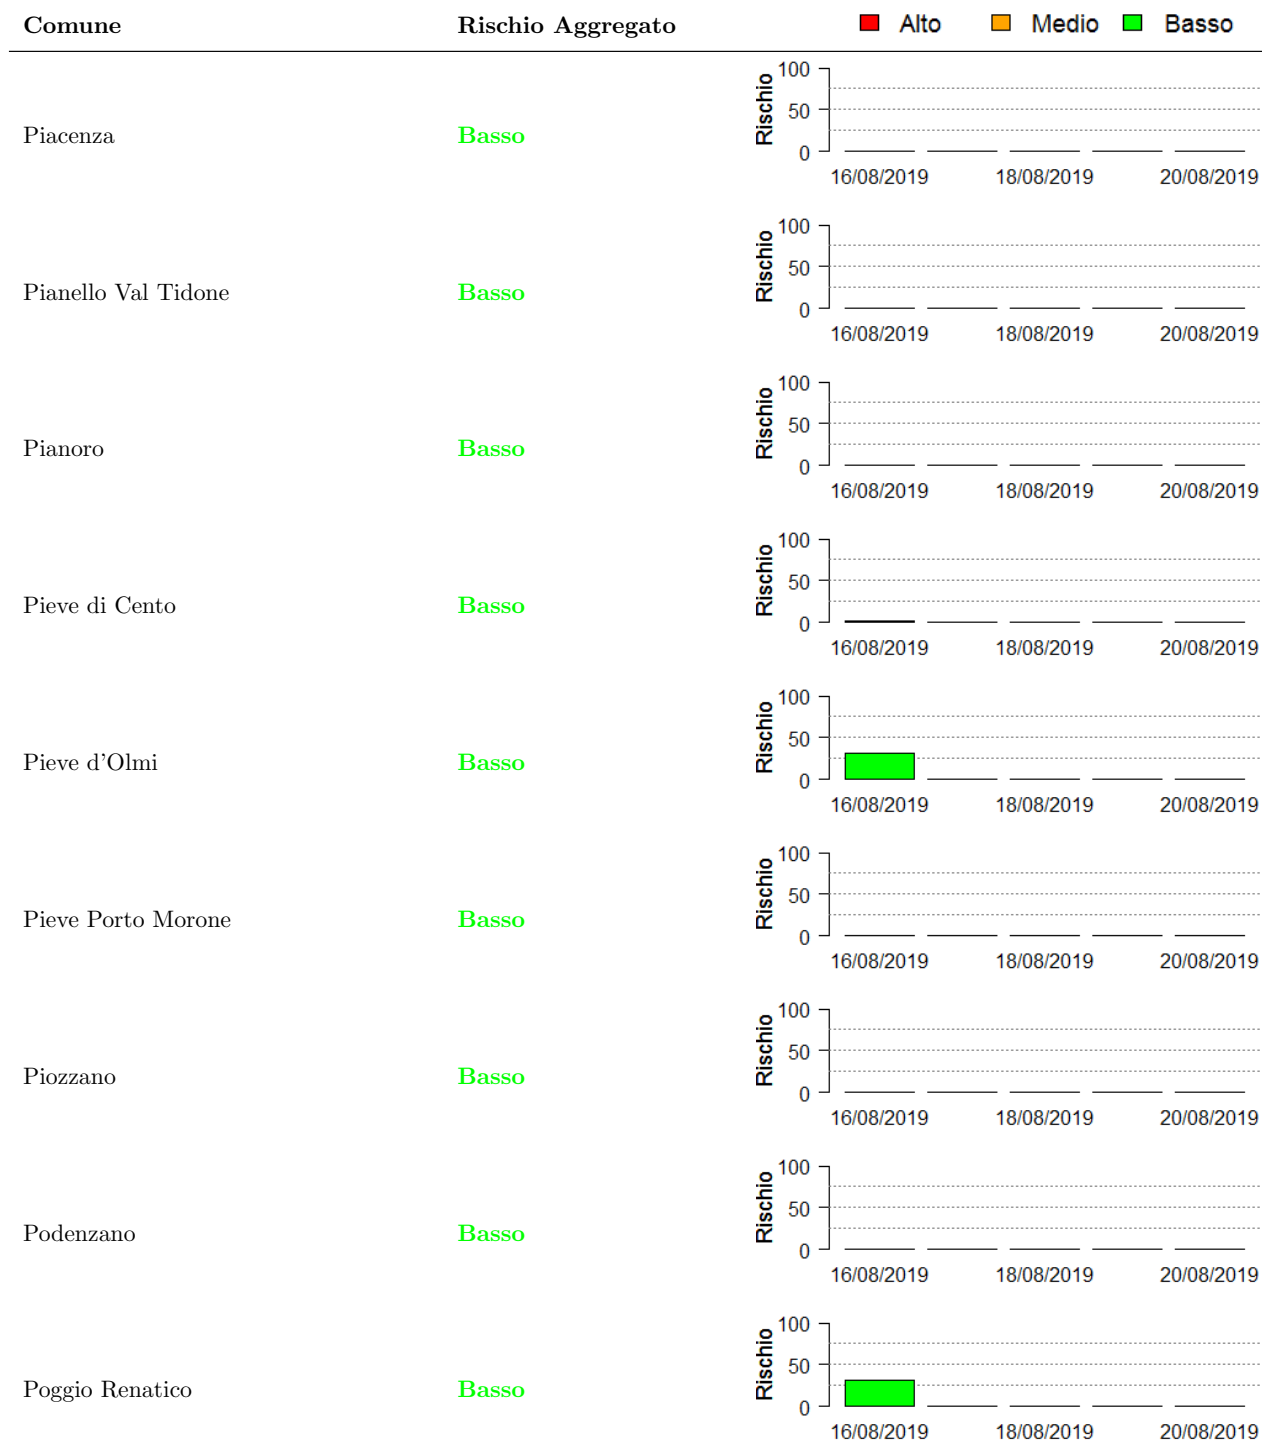 Comune Rischio Aggregato Alto Medio Basso
Piacenza Basso
Rischio
100
50
0
16/08/2019 18/08/2019 20/08/2019
Pianello Val Tidone Basso
Rischio
100
50
0
16/08/2019 18/08/2019 20/08/2019
Pianoro Basso
Rischio
100
50
0
16/08/2019 18/08/2019 20/08/2019
Pieve di Cento Basso
Rischio
100
50
0
16/08/2019 18/08/2019 20/08/2019
Pieve d'Olmi Basso
Rischio
100
50
0
16/08/2019 18/08/2019 20/08/2019
Pieve Porto Morone Basso
Rischio
100
50
0
16/08/2019 18/08/2019 20/08/2019
Piozzano Basso
Rischio
100
50
0
16/08/2019 18/08/2019 20/08/2019
Podenzano Basso
Rischio
100
50
0
16/08/2019 18/08/2019 20/08/2019
Poggio Renatico Basso
Rischio
100
50
0
16/08/2019 18/08/2019 20/08/2019